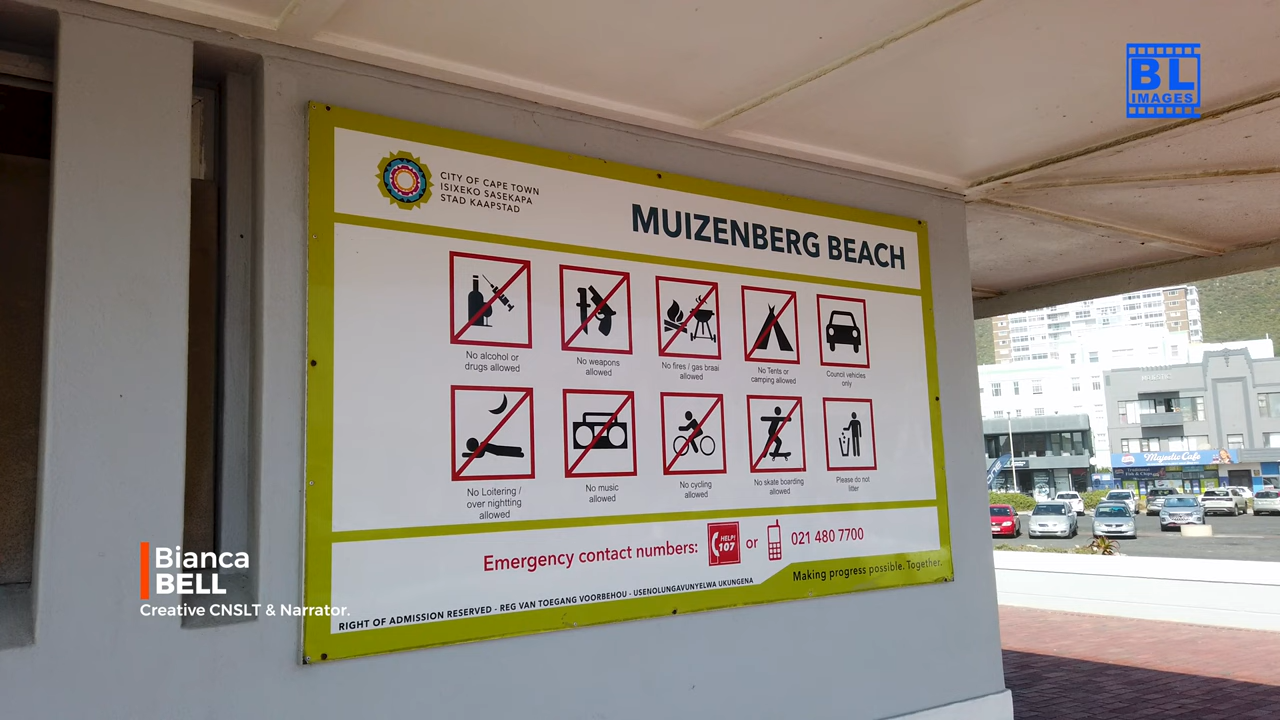 BL
IMAGES
CITY OF CAPE TOWN
ISIXEKO SASEKAPA
STAD KAAPSTAD
MUIZENBERG BEACH
No alcohol or
drugs allowed
No weapons
allowed
No fires / gas braai
allowed
No Tents or
camping allowed
Council vehicles
only
No Loitering /
over nightting
allowed
No music
allowed
No cycling
allowed
No skate boarding
allowed
Please do not
litter
Emergency contact numbers:
HELP!
107
or
021 480 7700
Making progress possible. Together.
RIGHT OF ADMISSION RESERVED - REG VAN TOEGANG VOORBEHOU - USENOLUNGAVUNYELWA UKUNGENA
Majestic Cafe
Bianca
BELL
Creative CNSLT & Narrator.